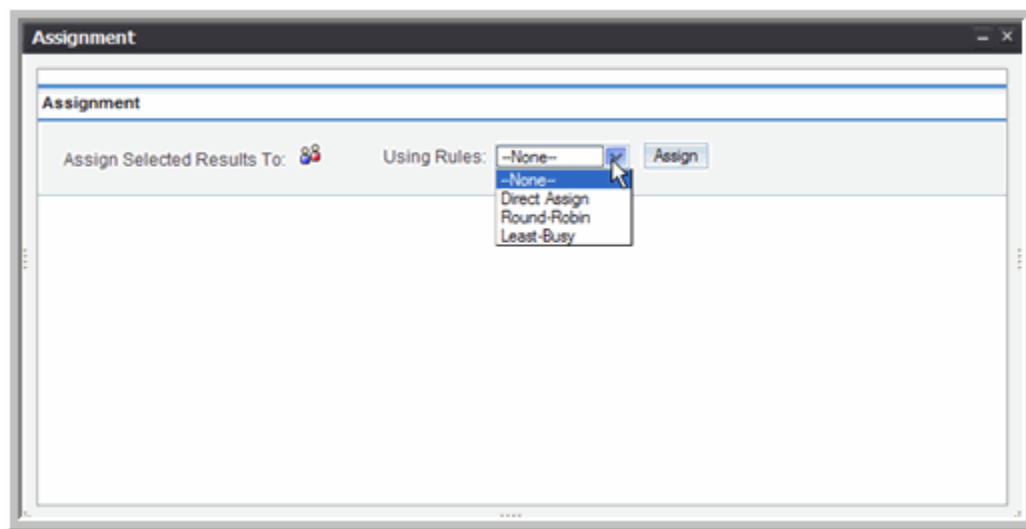 Assignment
Assignment
Assign Selected Results To: Using Rules: --None-- Assign
--None--
Direct Assign
Round-Robin
Least-Busy